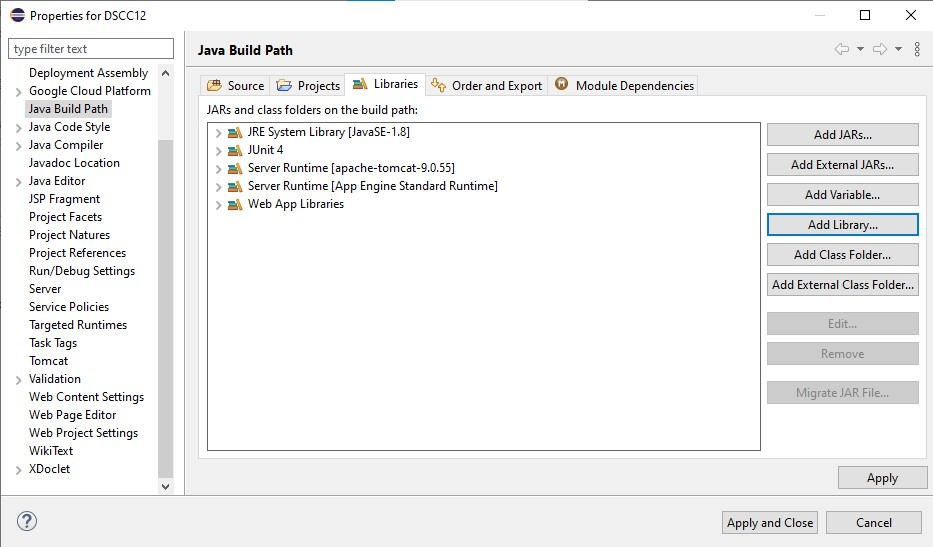 Properties for DSCC12
type filter text
Deployment Assembly
Google Cloud Platform
Java Build Path
Java Code Style
Java Compiler
Javadoc Location
Java Editor
JSP Fragment
Project Facets
Project Natures
Project References
Run/Debug Settings
Server
Service Policies
Targeted Runtimes
Task Tags
Tomcat
Validation
Web Content Settings
Web Page Editor
Web Project Settings
WikiText
XDoclet
Java Build Path
Source Projects Libraries Order and Export Module Dependencies
JARs and class folders on the build path:
JRE System Library [JavaSE-1.8]
JUnit 4
Server Runtime [apache-tomcat-9.0.55]
Server Runtime [App Engine Standard Runtime]
Web App Libraries
Add JARs...
Add External JARs...
Add Variable...
Add Library...
Add Class Folder...
Add External Class Folder...
Edit...
Remove
Migrate JAR File...
Apply
Apply and Close Cancel